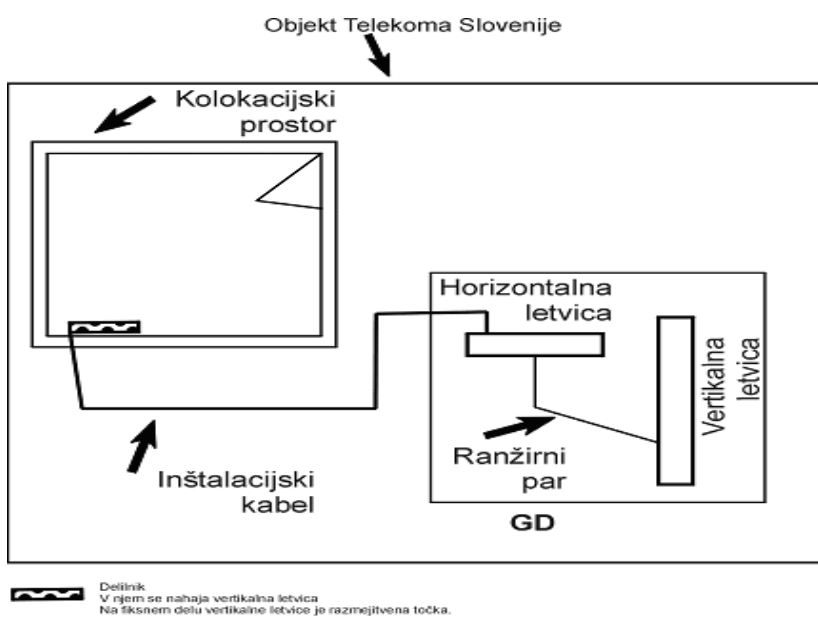 Objekt Telekoma Slovenije
Kolokacijski
prostor
Horizontalna
letvica
Vertikalna
letvica
Ranžirni
par
Inštalacijski
kabel
GD
Delilnik
V njem se nahaja vertikalna letvica
Na fiksnem delu vertikalne letvice je razmejitvena točka.